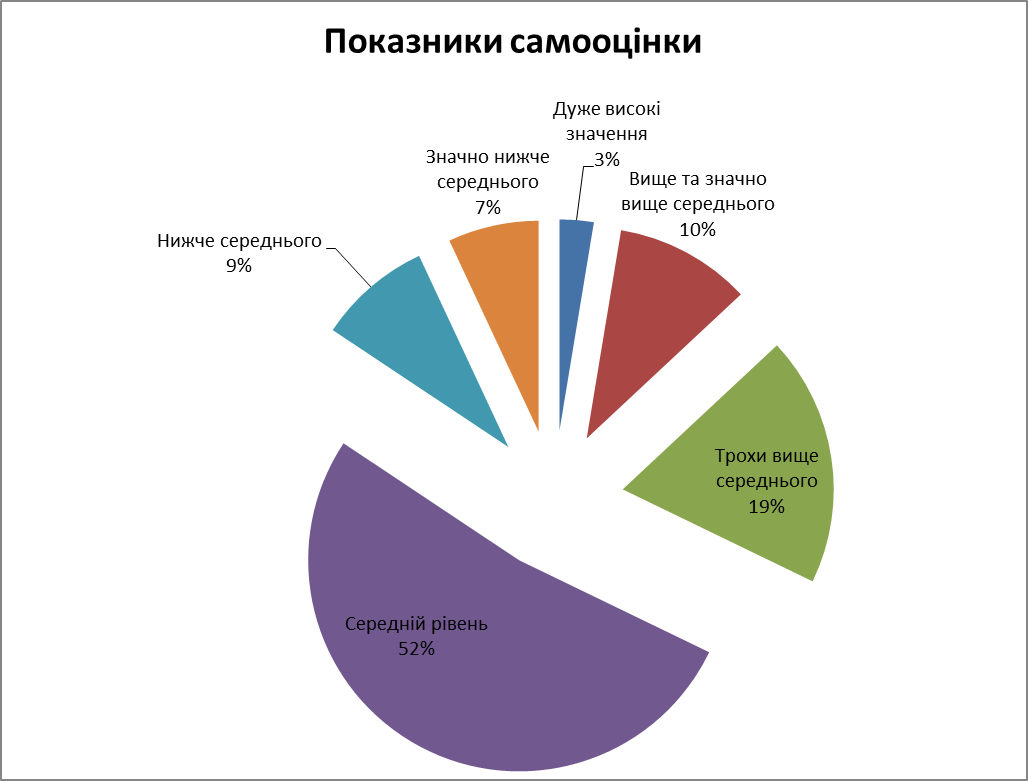 Показники самооцінки
Дуже високі
значення
3%
Вище та значно
вище середнього
10%
Трохи вище
середнього
19%
Середній рівень
52%
Нижче середнього
9%
Значно нижче
середнього
7%